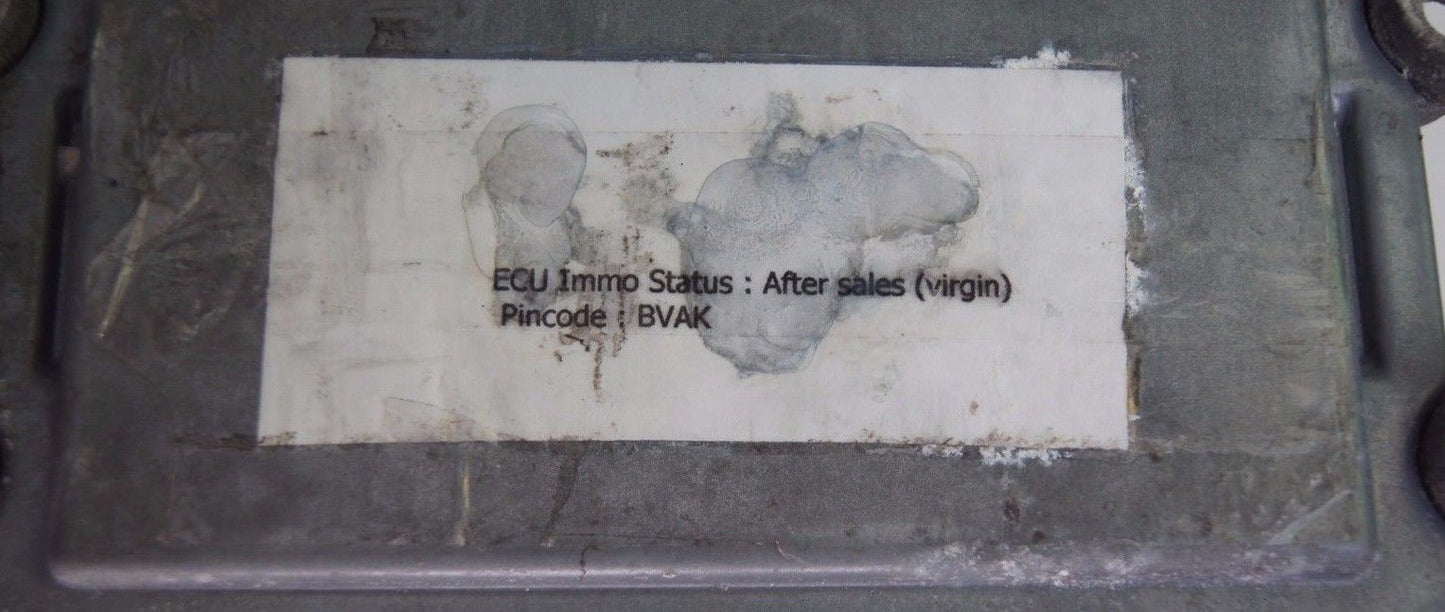 ECU Immo Status : After sales (virgin)
Pincode : BVAK